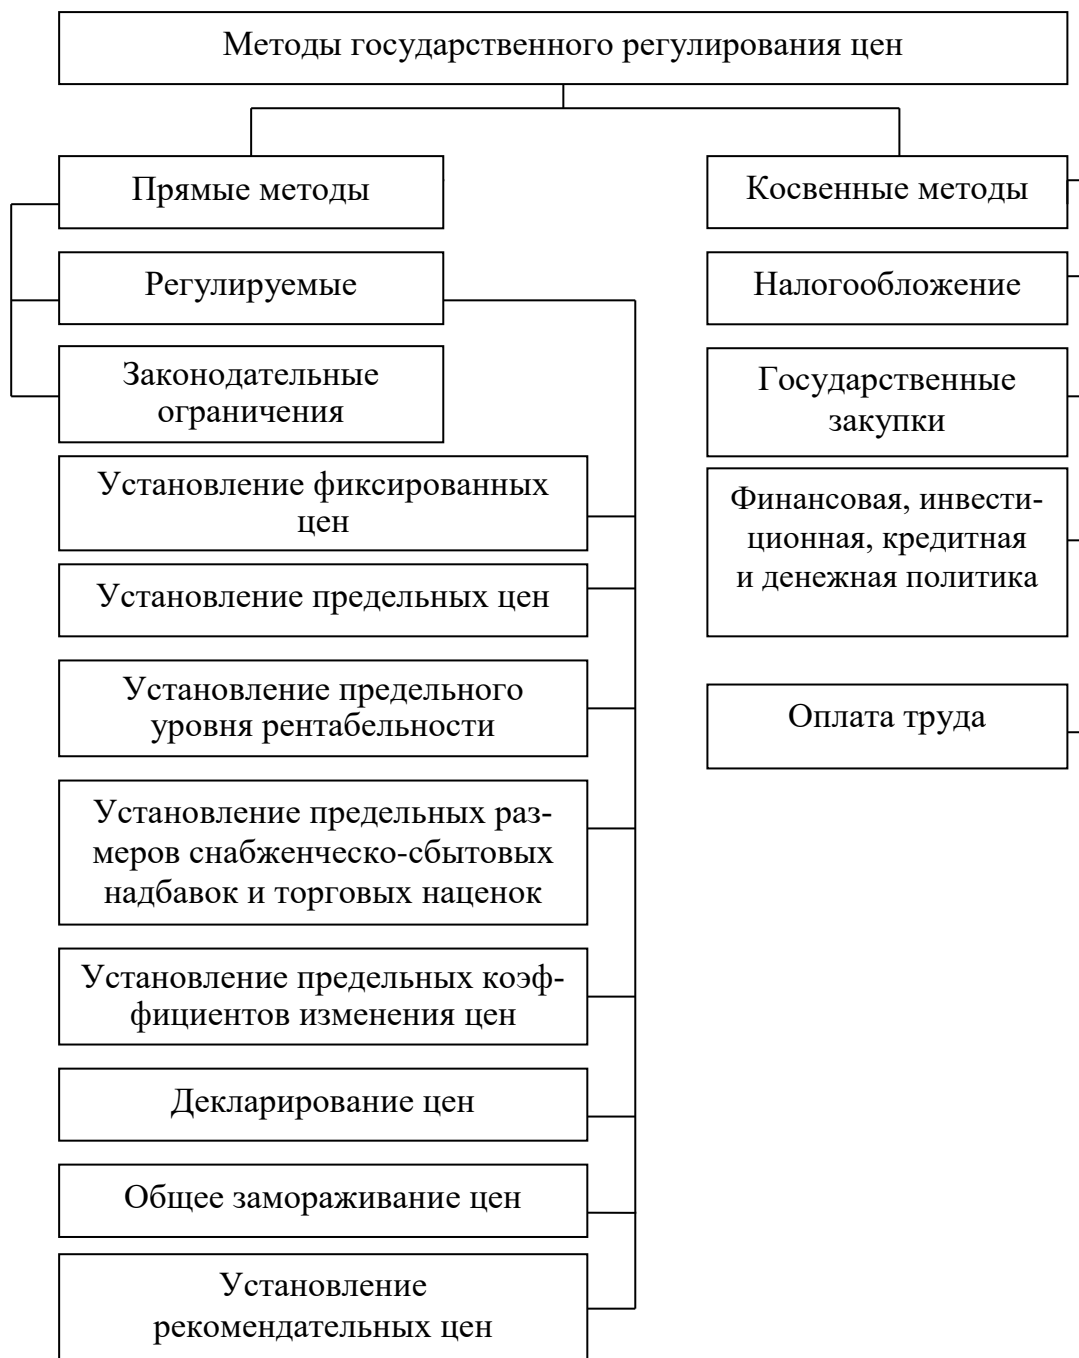 Методы государственного регулирования цен
Прямые методы
Косвенные методы
Регулируемые
Налогообложение
Законодательные
ограничения
Государственные
закупки
Установление фиксированных
цен
Финансовая, инвести-
ционная, кредитная
и денежная политика
Установление предельных цен
Установление предельного
уровня рентабельности
Оплата труда
Установление предельных раз-
меров снабженческо-сбытовых
надбавок и торговых наценок
Установление предельных коэф-
фициентов изменения цен
Декларирование цен
Общее замораживание цен
Установление
рекомендательных цен